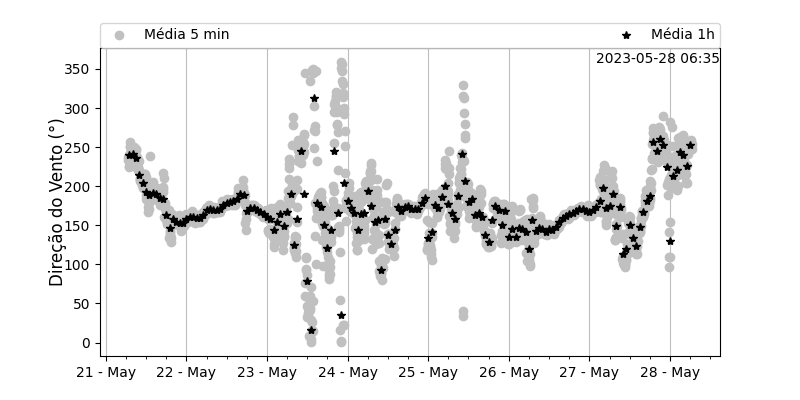 Média 5 min
Média 1h
2023-05-28 06:35
Direção do Vento (°)
350
300
250
200
150
100
50
0
21 - May
22 - May
23 - May
24 - May
25 - May
26 - May
27 - May
28 - May